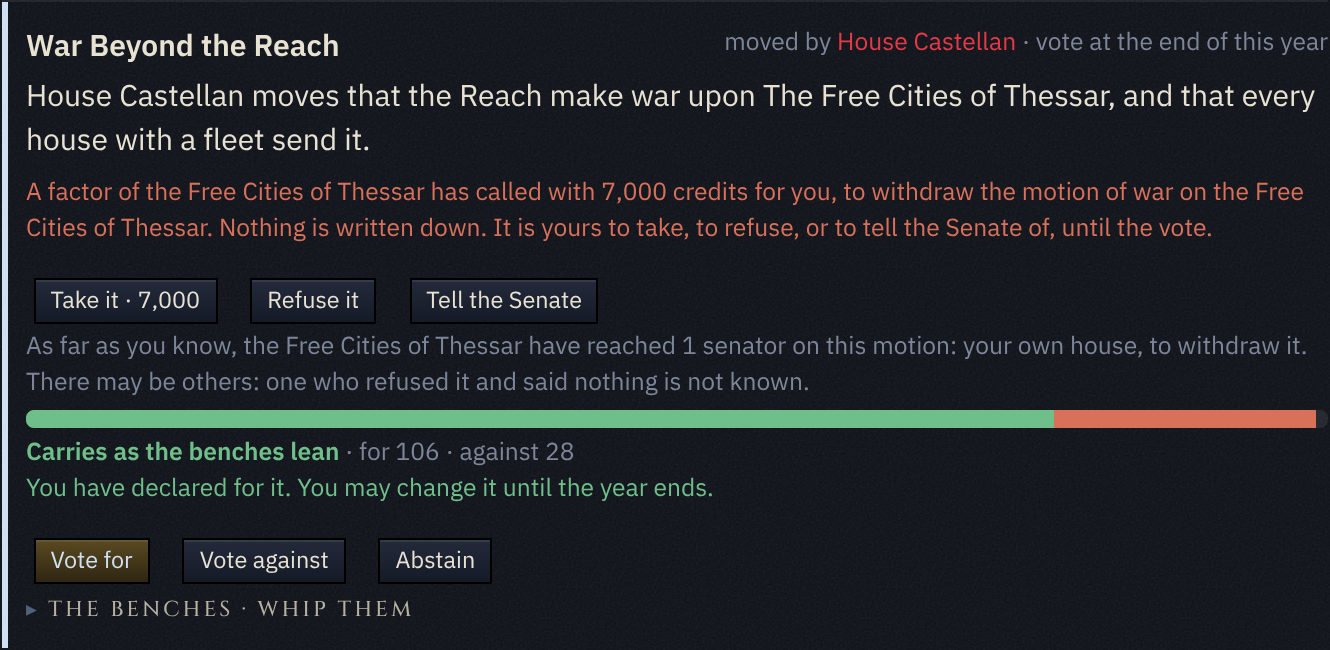 War Beyond the Reach
moved by House Castellan · vote at the end of this year
House Castellan moves that the Reach make war upon The Free Cities of Thessar, and that every
house with a fleet send it.
A factor of the Free Cities of Thessar has called with 7,000 credits for you, to withdraw the motion of war on the Free
Cities of Thessar. Nothing is written down. It is yours to take, to refuse, or to tell the Senate of, until the vote.
Take it · 7,000
Refuse it
Tell the Senate
As far as you know, the Free Cities of Thessar have reached 1 senator on this motion: your own house, to withdraw it.
There may be others: one who refused it and said nothing is not known.
Carries as the benches lean · for 106 · against 28
You have declared for it. You may change it until the year ends.
Vote for
Vote against
Abstain
▸ THE BENCHES · WHIP THEM